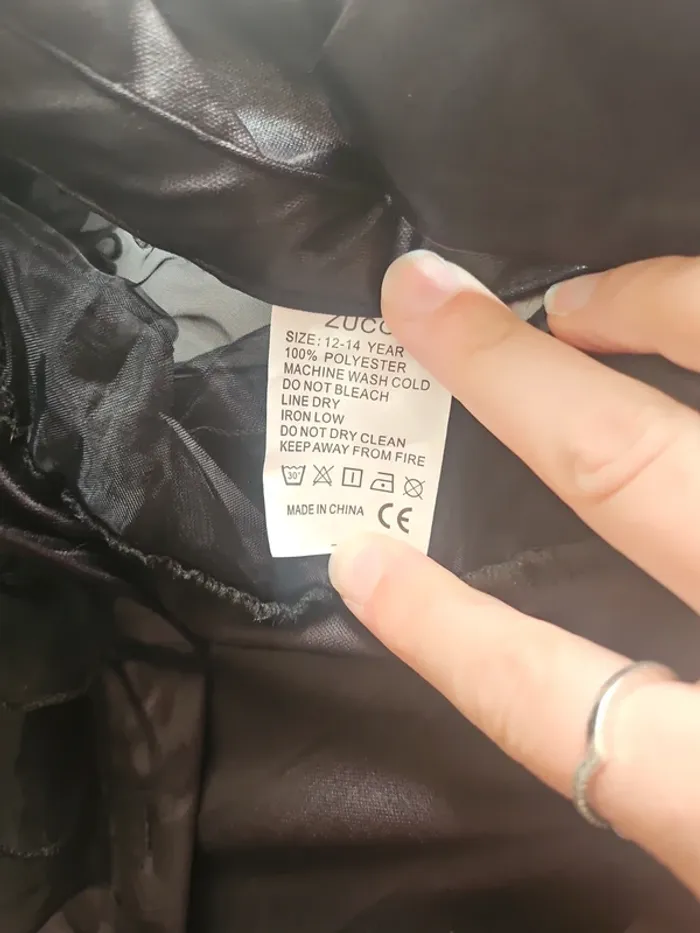 SIZE: 12-14 YEAR
100% POLYESTER
MACHINE WASH COLD
DO NOT BLEACH
LINE DRY
IRON LOW
DO NOT DRY CLEAN
KEEP AWAY FROM FIRE
30°
MADE IN CHINA CE